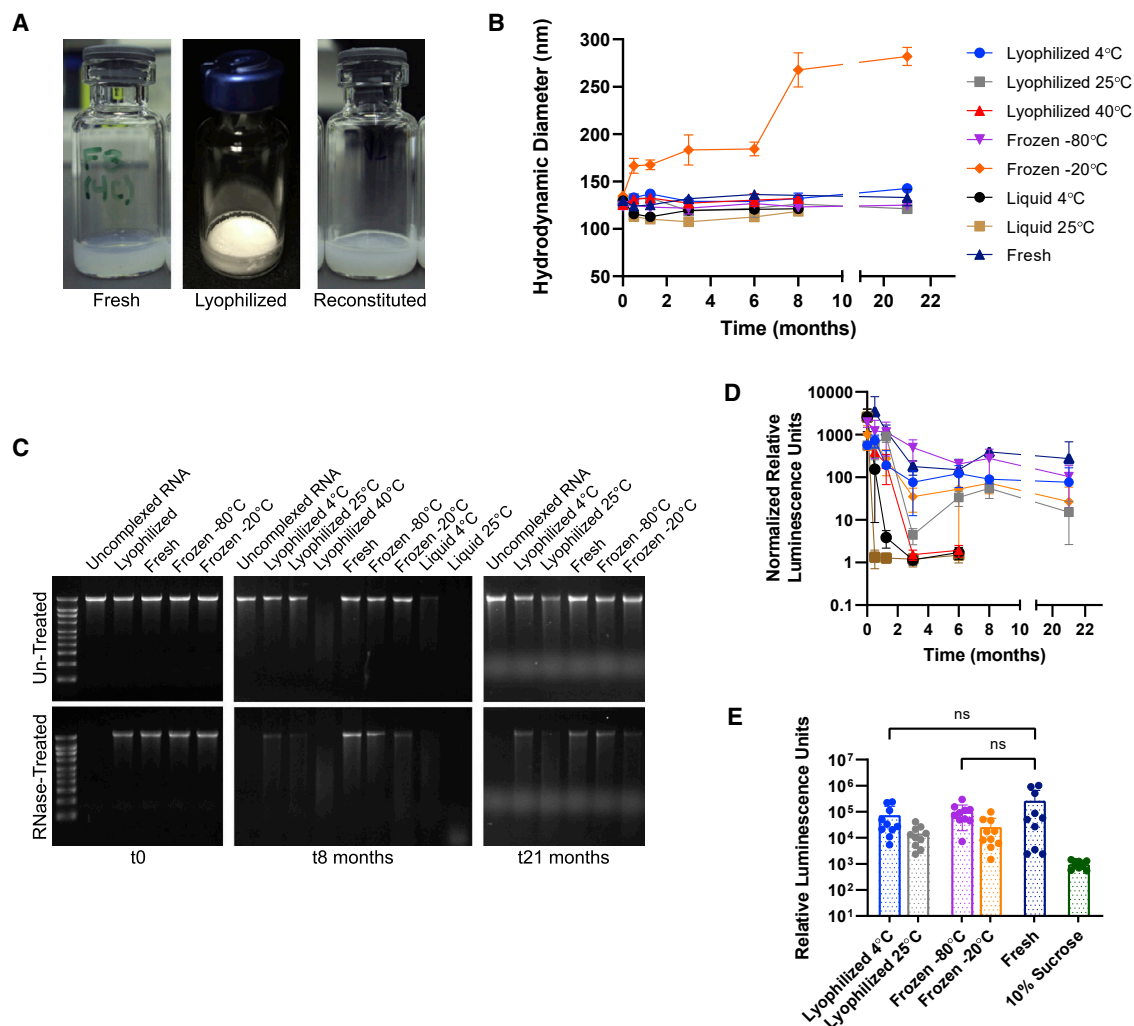 A
F3
(4C)
Fresh
Lyophilized
Reconstituted
B
Hydrodynamic Diameter (nm)
300
250
200
150
100
50
0 2 4 6 8 10 20 22
Time (months)
Lyophilized 4°C
Lyophilized 25°C
Lyophilized 40°C
Frozen -80°C
Frozen -20°C
Liquid 4°C
Liquid 25°C
Fresh
C
Uncomplexed RNA
Lyophilized
Fresh
Frozen -80°C
Frozen -20°C
Uncomplexed RNA
Lyophilized 4°C
Lyophilized 25°C
Lyophilized 40°C
Fresh
Frozen -80°C
Frozen -20°C
Liquid 4°C
Liquid 25°C
Uncomplexed RNA
Lyophilized 4°C
Lyophilized 25°C
Fresh
Frozen -80°C
Frozen -20°C
Un-Treated
RNase-Treated
t0
t8 months
t21 months
D
Normalized Relative
Luminescence Units
10000
1000
100
10
1
0.1
0 2 4 6 8 10 20 22
Time (months)
E
ns
ns
Relative Luminescence Units
10⁷
10⁶
10⁵
10⁴
10³
10²
10¹
Lyophilized 4°C
Lyophilized 25°C
Frozen -80°C
Frozen -20°C
Fresh
10% Sucrose